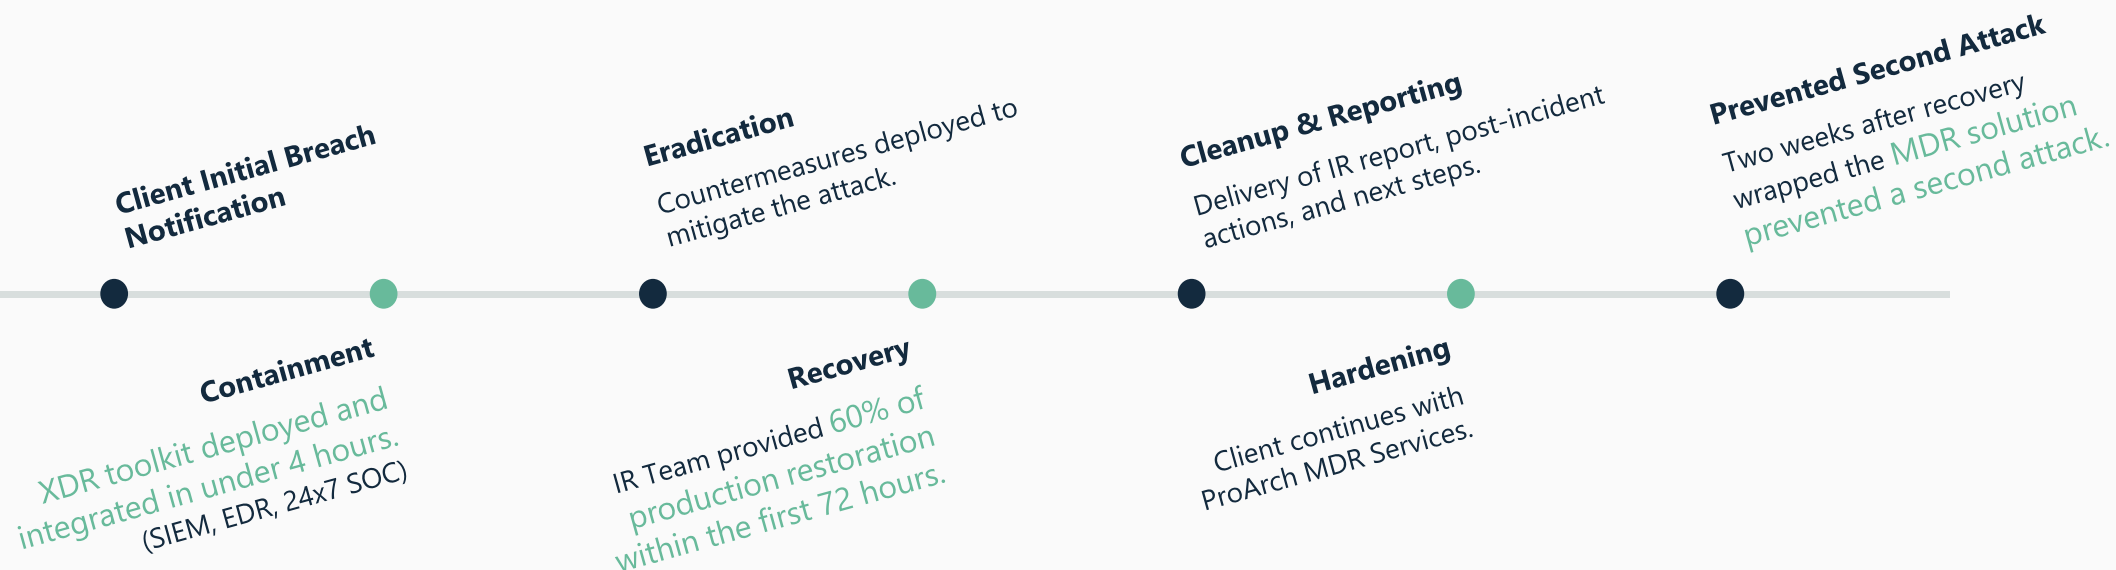 Client Initial Breach
Notification
Containment
XDR toolkit deployed and
integrated in under 4 hours.
(SIEM, EDR, 24x7 SOC)
Eradication
Countermeasures deployed to
mitigate the attack.
Recovery
IR Team provided 60% of
production restoration
within the first 72 hours.
Cleanup & Reporting
Delivery of IR report, post-incident
actions, and next steps.
Hardening
Client continues with
ProArch MDR Services.
Prevented Second Attack
Two weeks after recovery
wrapped the MDR solution
prevented a second attack.